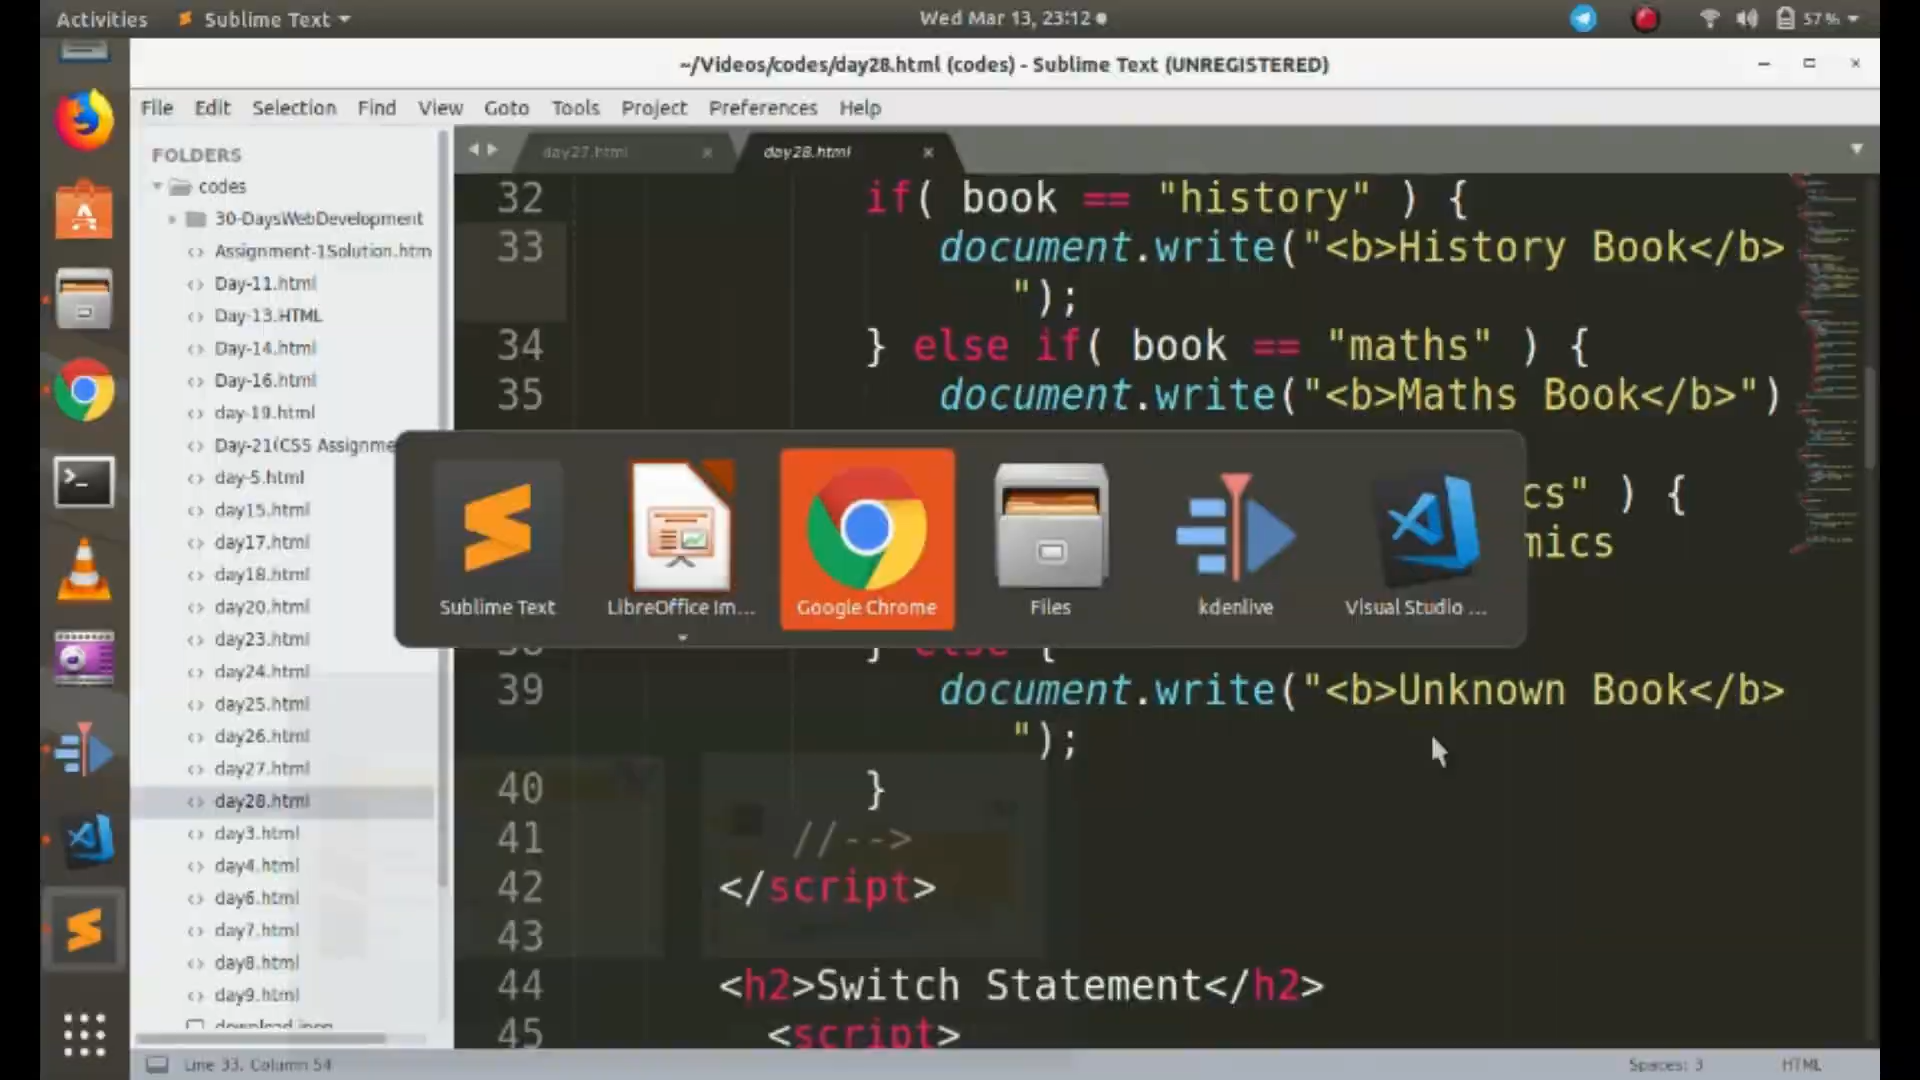 Activities
Sublime Text
Wed Mar 13, 23:12
57 %
~/Videos/codes/day28.html (codes) - Sublime Text (UNREGISTERED)
File Edit Selection Find View Goto Tools Project Preferences Help
FOLDERS
codes
30-DaysWebDevelopment
Assignment-1Solution.htm
Day-11.html
Day-13.HTML
Day-14.html
Day-16.html
day-19.html
Day-21(CSS Assignme
day-5.html
day15.html
day17.html
day18.html
day20.html
day23.html
day24.html
day25.html
day26.html
day27.html
day28.html
day3.html
day4.html
day6.html
day7.html
day8.html
day9.html
download.jpeg
day27.html
day28.html
32 if( book == "history" ) {
33 document.write("<b>History Book</b>
");
34 } else if( book == "maths" ) {
35 document.write("<b>Maths Book</b>")
cs" ) {
mics
Sublime Text
LibreOffice Im...
Google Chrome
Files
kdenlive
Visual Studio ...
38 } else {
39 document.write("<b>Unknown Book</b>
");
40 }
41 //-->
42 </script>
43
44 <h2>Switch Statement</h2>
45 <script>
Line 33, Column 54
Spaces: 3
HTML